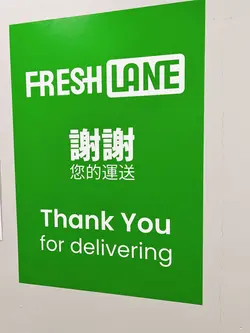 FRESH LANE
謝謝
您的運送
Thank You
for delivering